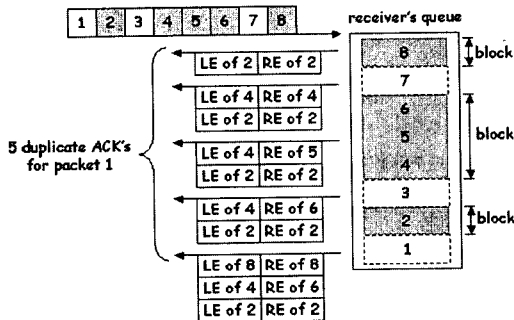 1 2 3 4 5 6 7 8
receiver's queue
8
block
7
6
5
block
4
3
2
block
1
5 duplicate ACK's
for packet 1
LE of 2 RE of 2
LE of 4 RE of 4
LE of 2 RE of 2
LE of 4 RE of 5
LE of 2 RE of 2
LE of 4 RE of 6
LE of 2 RE of 2
LE of 8 RE of 8
LE of 4 RE of 6
LE of 2 RE of 2